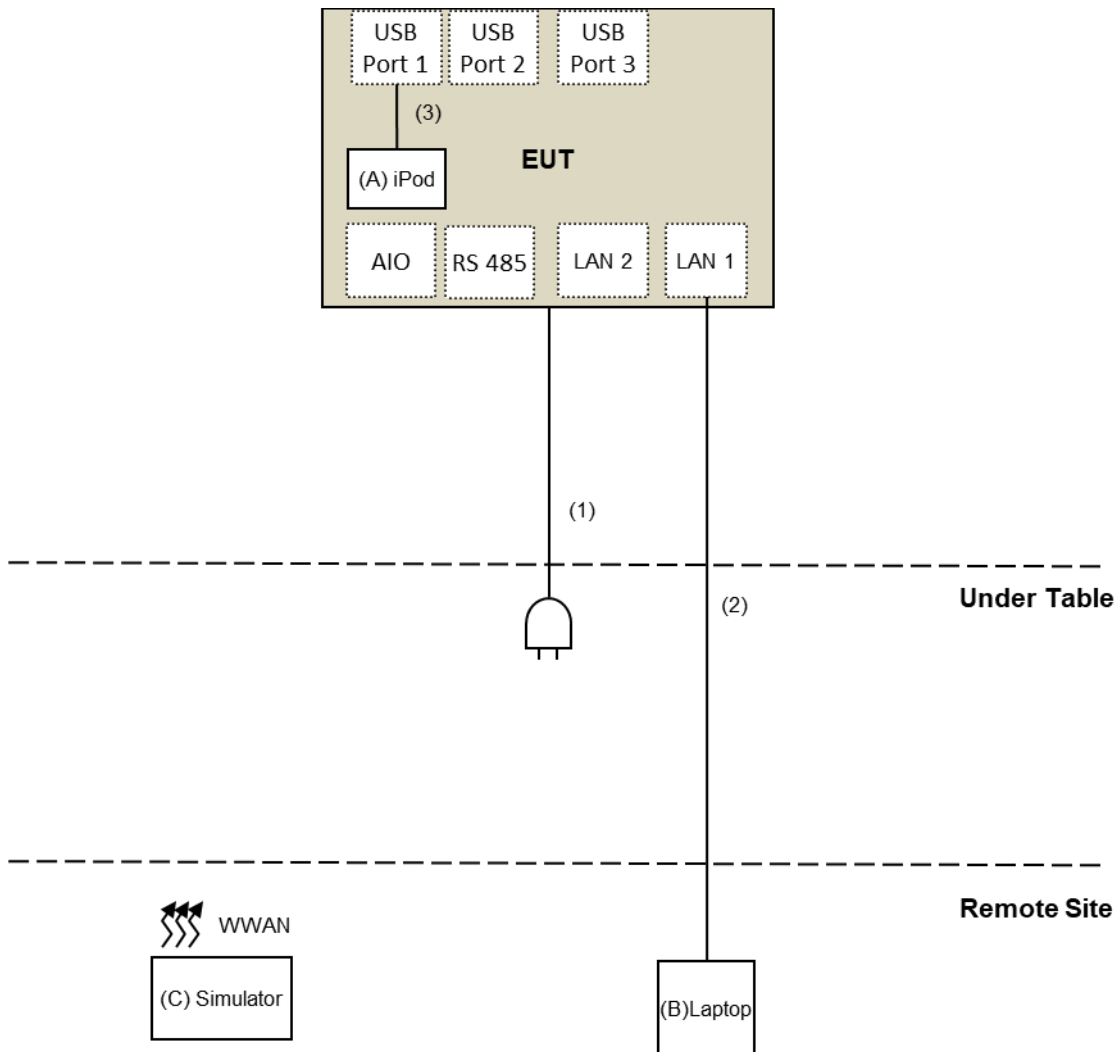 USB
Port 1
USB
Port 2
USB
Port 3
(3)
EUT
(A) iPod
AIO
RS 485
LAN 2
LAN 1
(1)
Under Table
(2)
Remote Site
WWAN
(C) Simulator
(B)Laptop